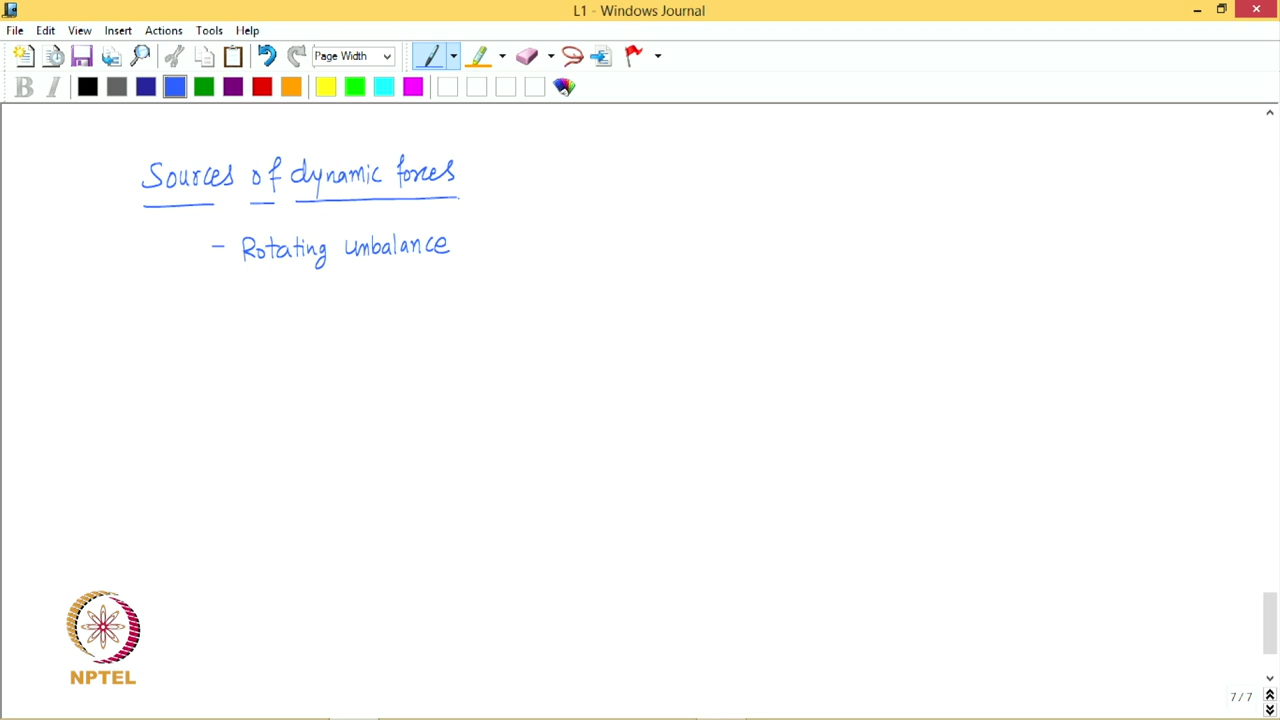 L1 - Windows Journal
File Edit View Insert Actions Tools Help
Page Width
B I
Sources of dynamic forces
- Rotating unbalance
NPTEL
7 / 7